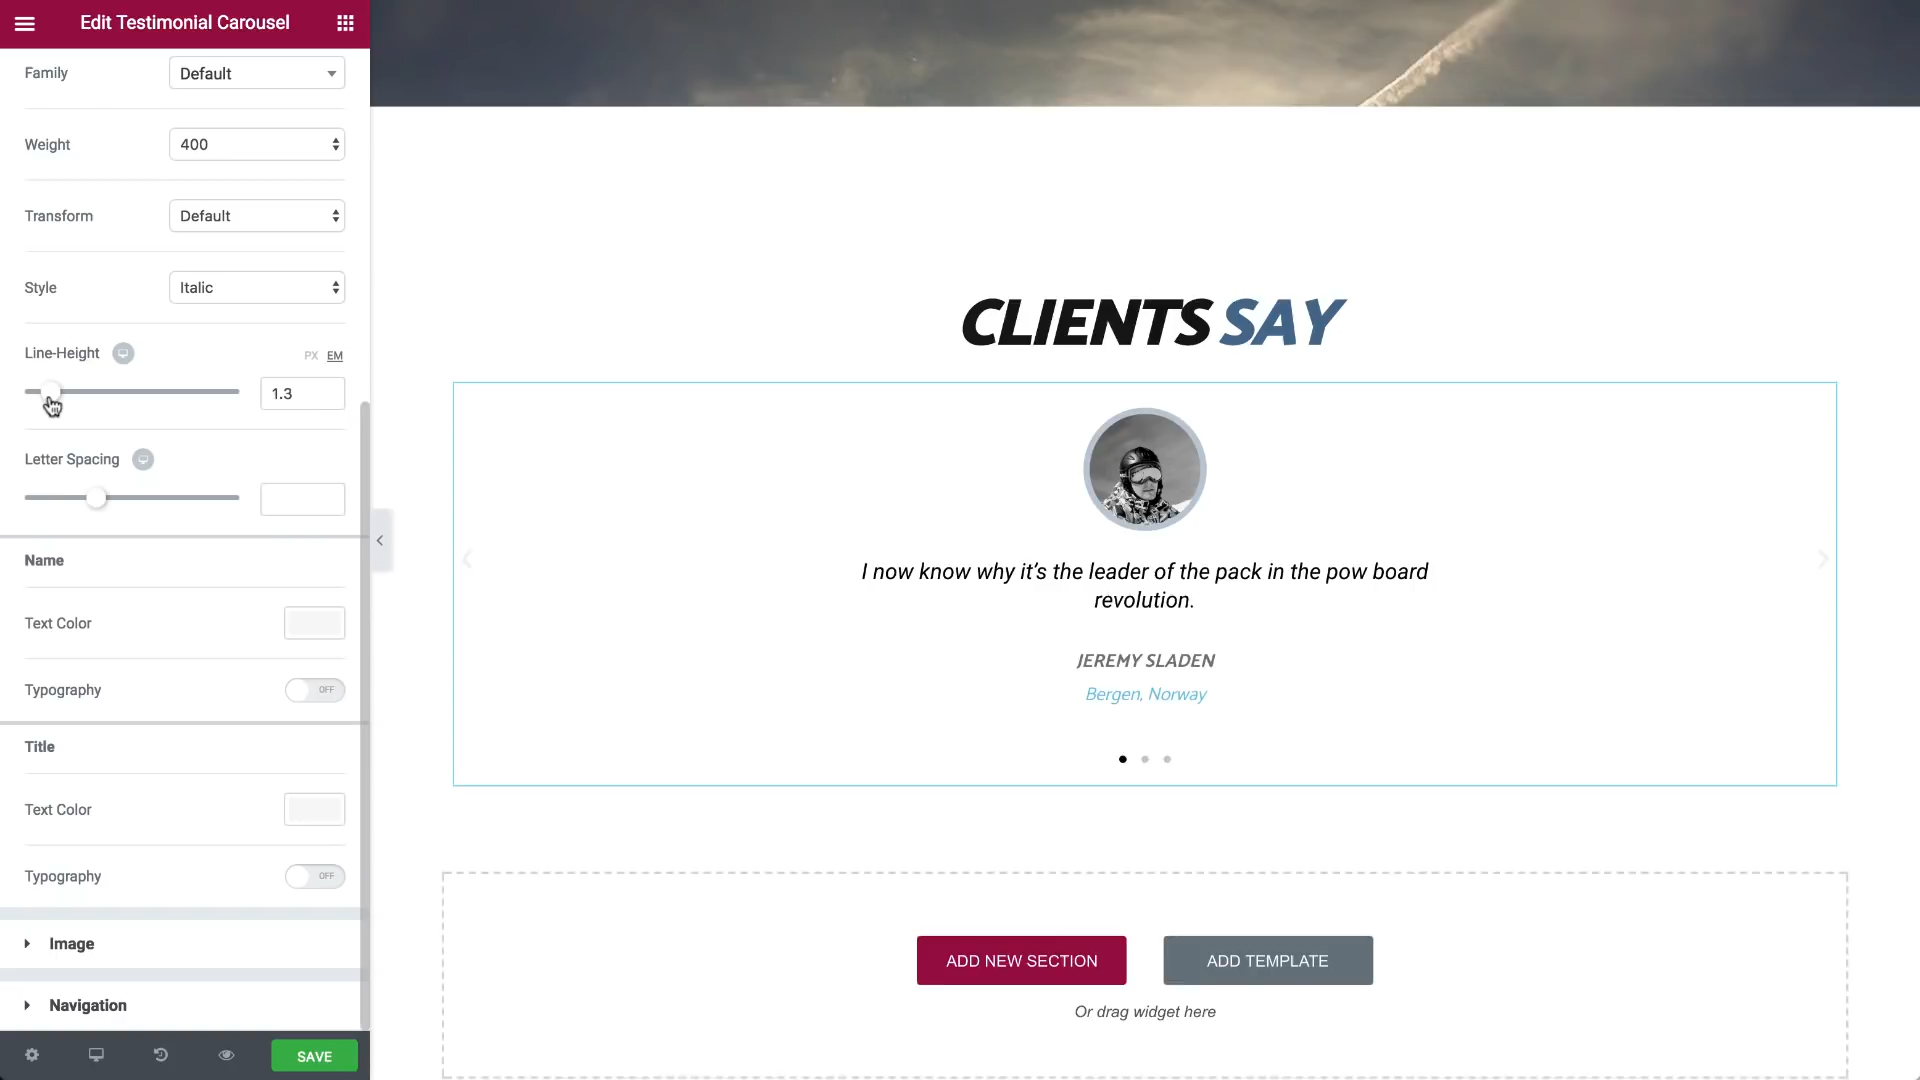 Edit Testimonial Carousel
Family
Default
Weight
400
Transform
Default
Style
Italic
Line-Height
PX EM
1.3
Letter Spacing
Name
Text Color
Typography
OFF
Title
Text Color
Typography
OFF
Image
Navigation
SAVE
CLIENTS SAY
I now know why it’s the leader of the pack in the pow board
revolution.
JEREMY SLADEN
Bergen, Norway
ADD NEW SECTION
ADD TEMPLATE
Or drag widget here